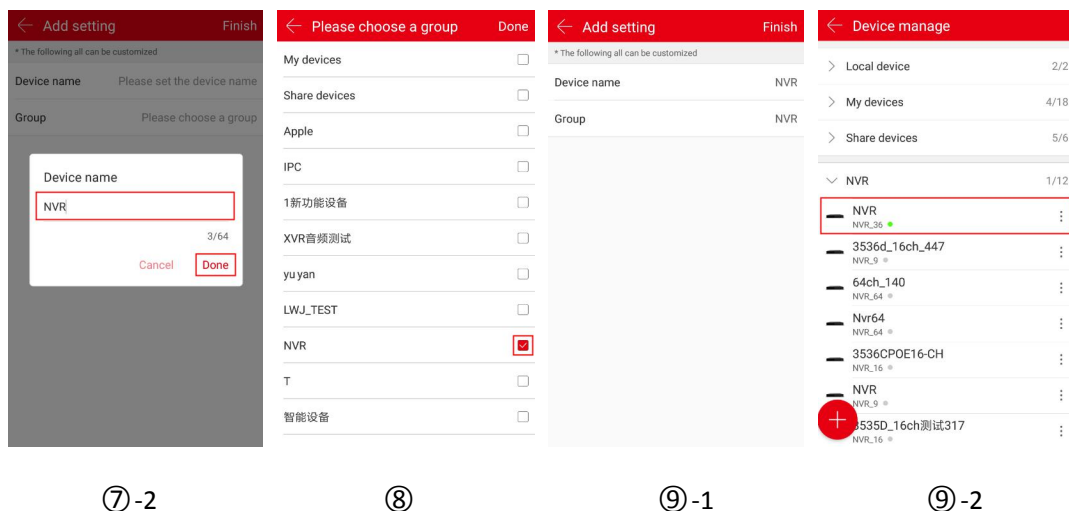 Add setting Finish
* The following all can be customized
Device name Please set the device name
Group Please choose a group
Device name
NVR
3/64
Cancel Done
⑦-2
Please choose a group Done
My devices
Share devices
Apple
IPC
1新功能设备
XVR音频测试
yu yan
LWJ_TEST
NVR
T
智能设备
⑧
Add setting Finish
* The following all can be customized
Device name NVR
Group NVR
⑨-1
Device manage
Local device 2/2
My devices 4/18
Share devices 5/6
NVR 1/12
NVR
NVR_36
3536d_16ch_447
NVR_9
64ch_140
NVR_64
Nvr64
NVR_64
3536CPOE16-CH
NVR_16
NVR
NVR_9
3535D_16ch测试317
NVR_16
⑨-2